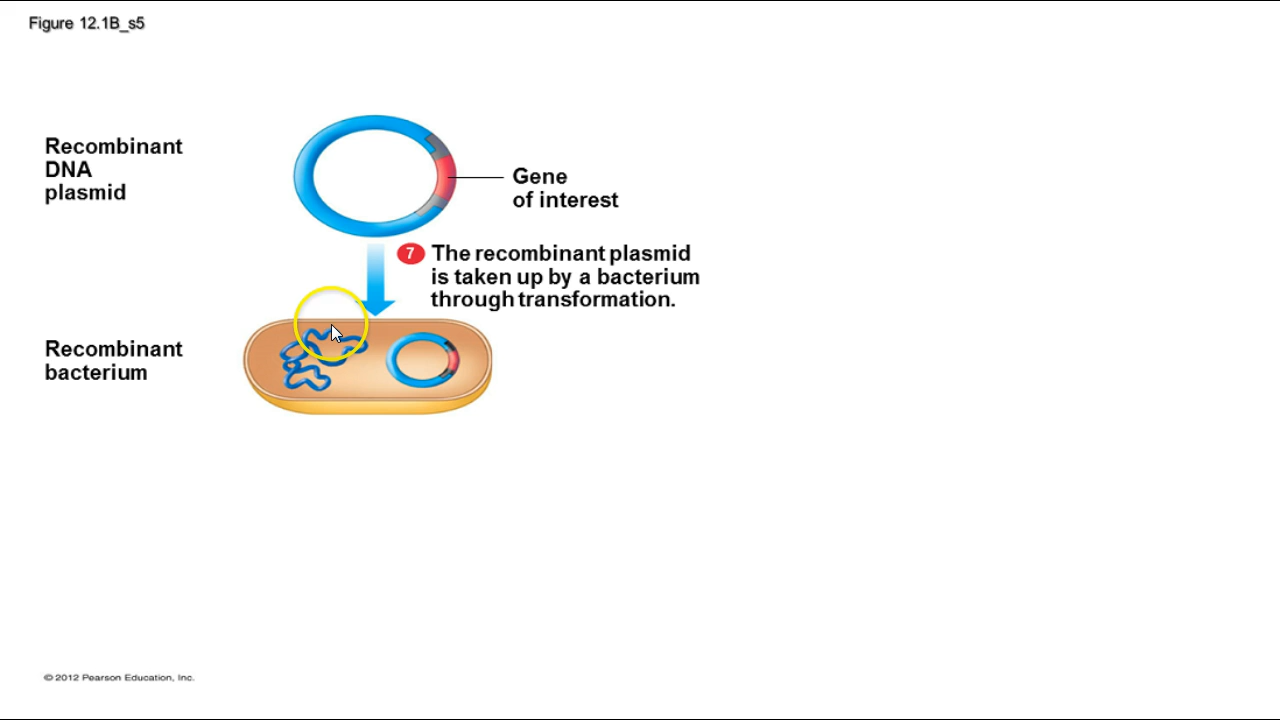 Figure 12.1B_s5
Recombinant
DNA
plasmid
Gene
of interest
7 The recombinant plasmid
is taken up by a bacterium
through transformation.
Recombinant
bacterium
© 2012 Pearson Education, Inc.